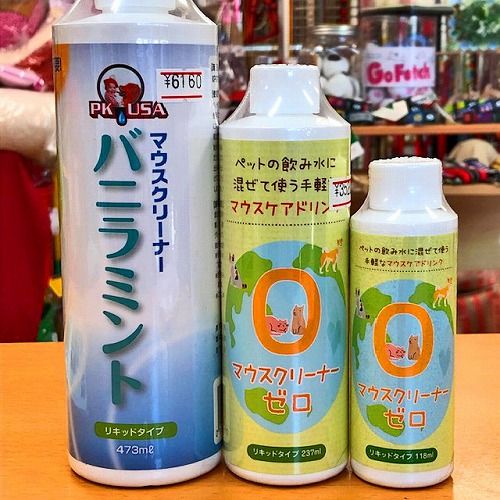 ¥6160
PK USA
マウスクリーナー
バニラミント
リキッドタイプ
473mℓ
ペットの飲み水に
混ぜて使う手軽
マウスケアドリンク
0
マウスクリーナー
ゼロ
リキッドタイプ 237ml
ペットの飲み水に混ぜて使う
手軽なマウスケアドリンク
0
マウスクリーナー
ゼロ
リキッドタイプ 118ml
GoFetch